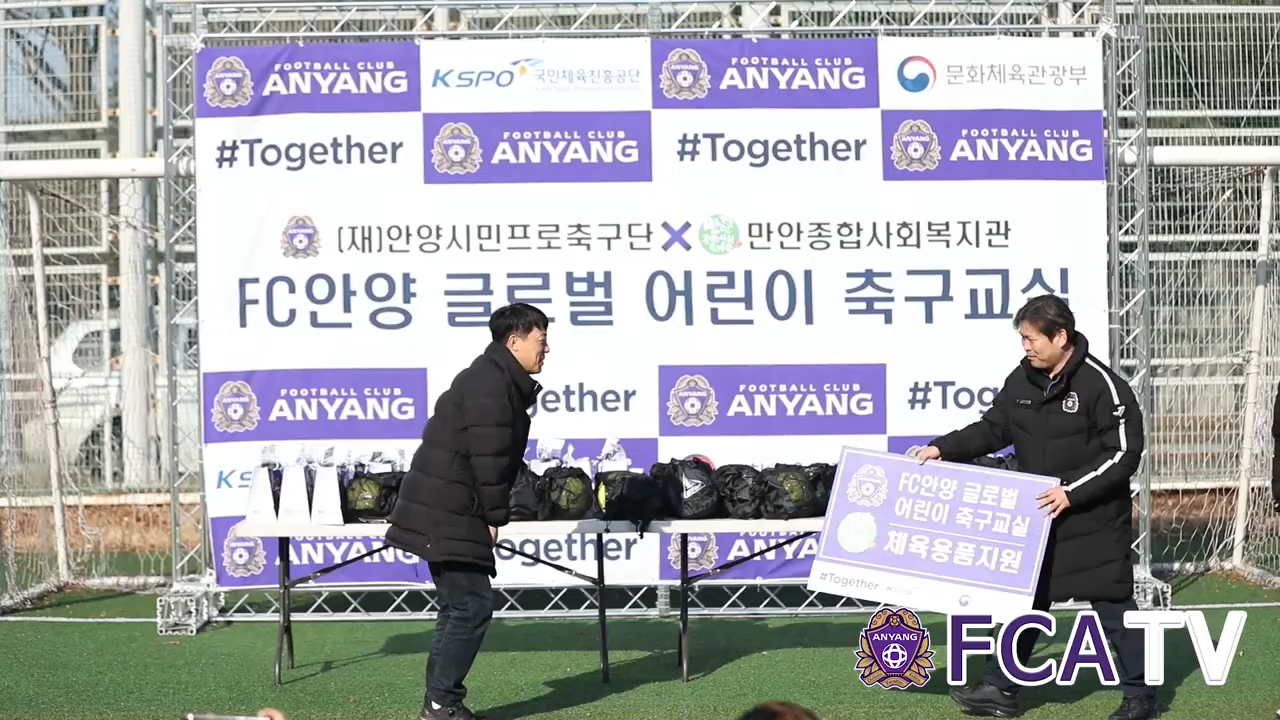 FOOTBALL CLUB ANYANG
KSPO 국민체육진흥공단
FOOTBALL CLUB ANYANG
문화체육관광부
#Together
FOOTBALL CLUB ANYANG
#Together
FOOTBALL CLUB ANYANG
(재)안양시민프로축구단 X 만안종합사회복지관
FC안양 글로벌 어린이 축구교실
FOOTBALL CLUB ANYANG
gether
FOOTBALL CLUB ANYANG
#Tog
KS
ANYANG
ogether
ANYANG
FC안양 글로벌
어린이 축구교실
체육용품지원
#Together
ANYANG
FCATV